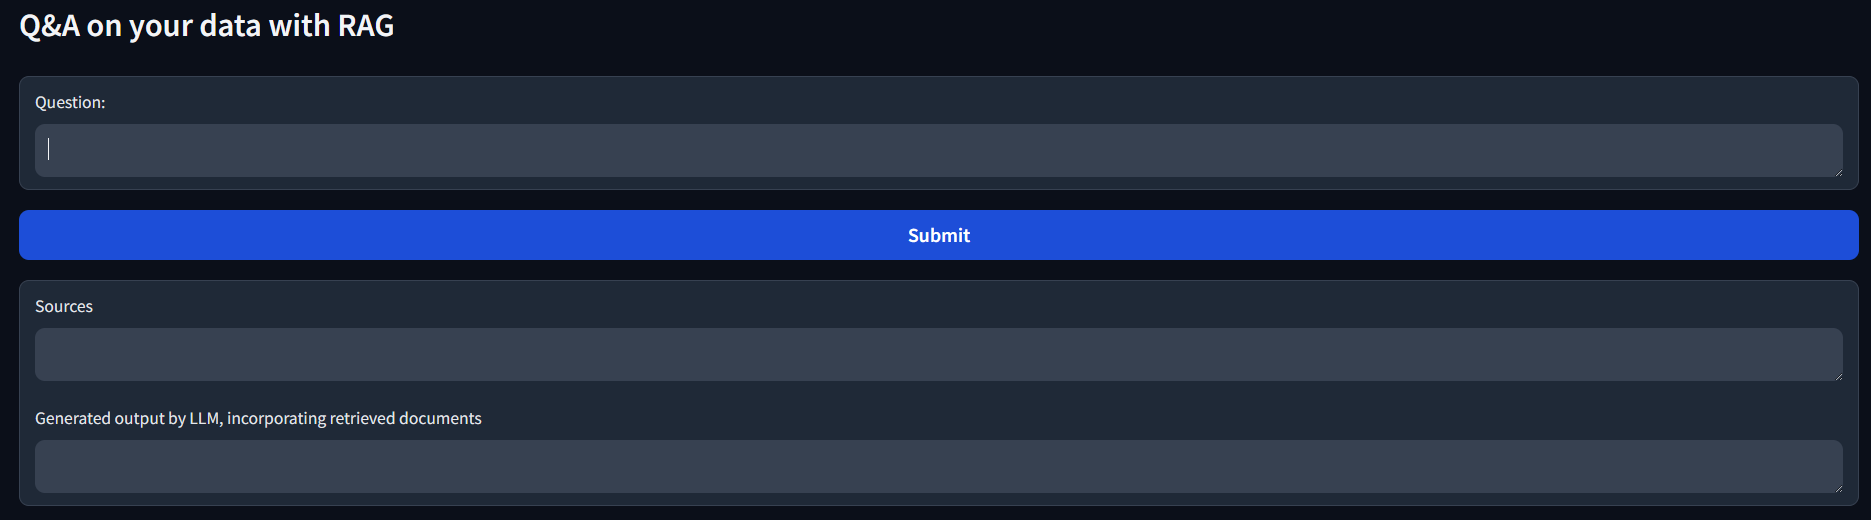 Q&A on your data with RAG
Question:
Submit
Sources
Generated output by LLM, incorporating retrieved documents